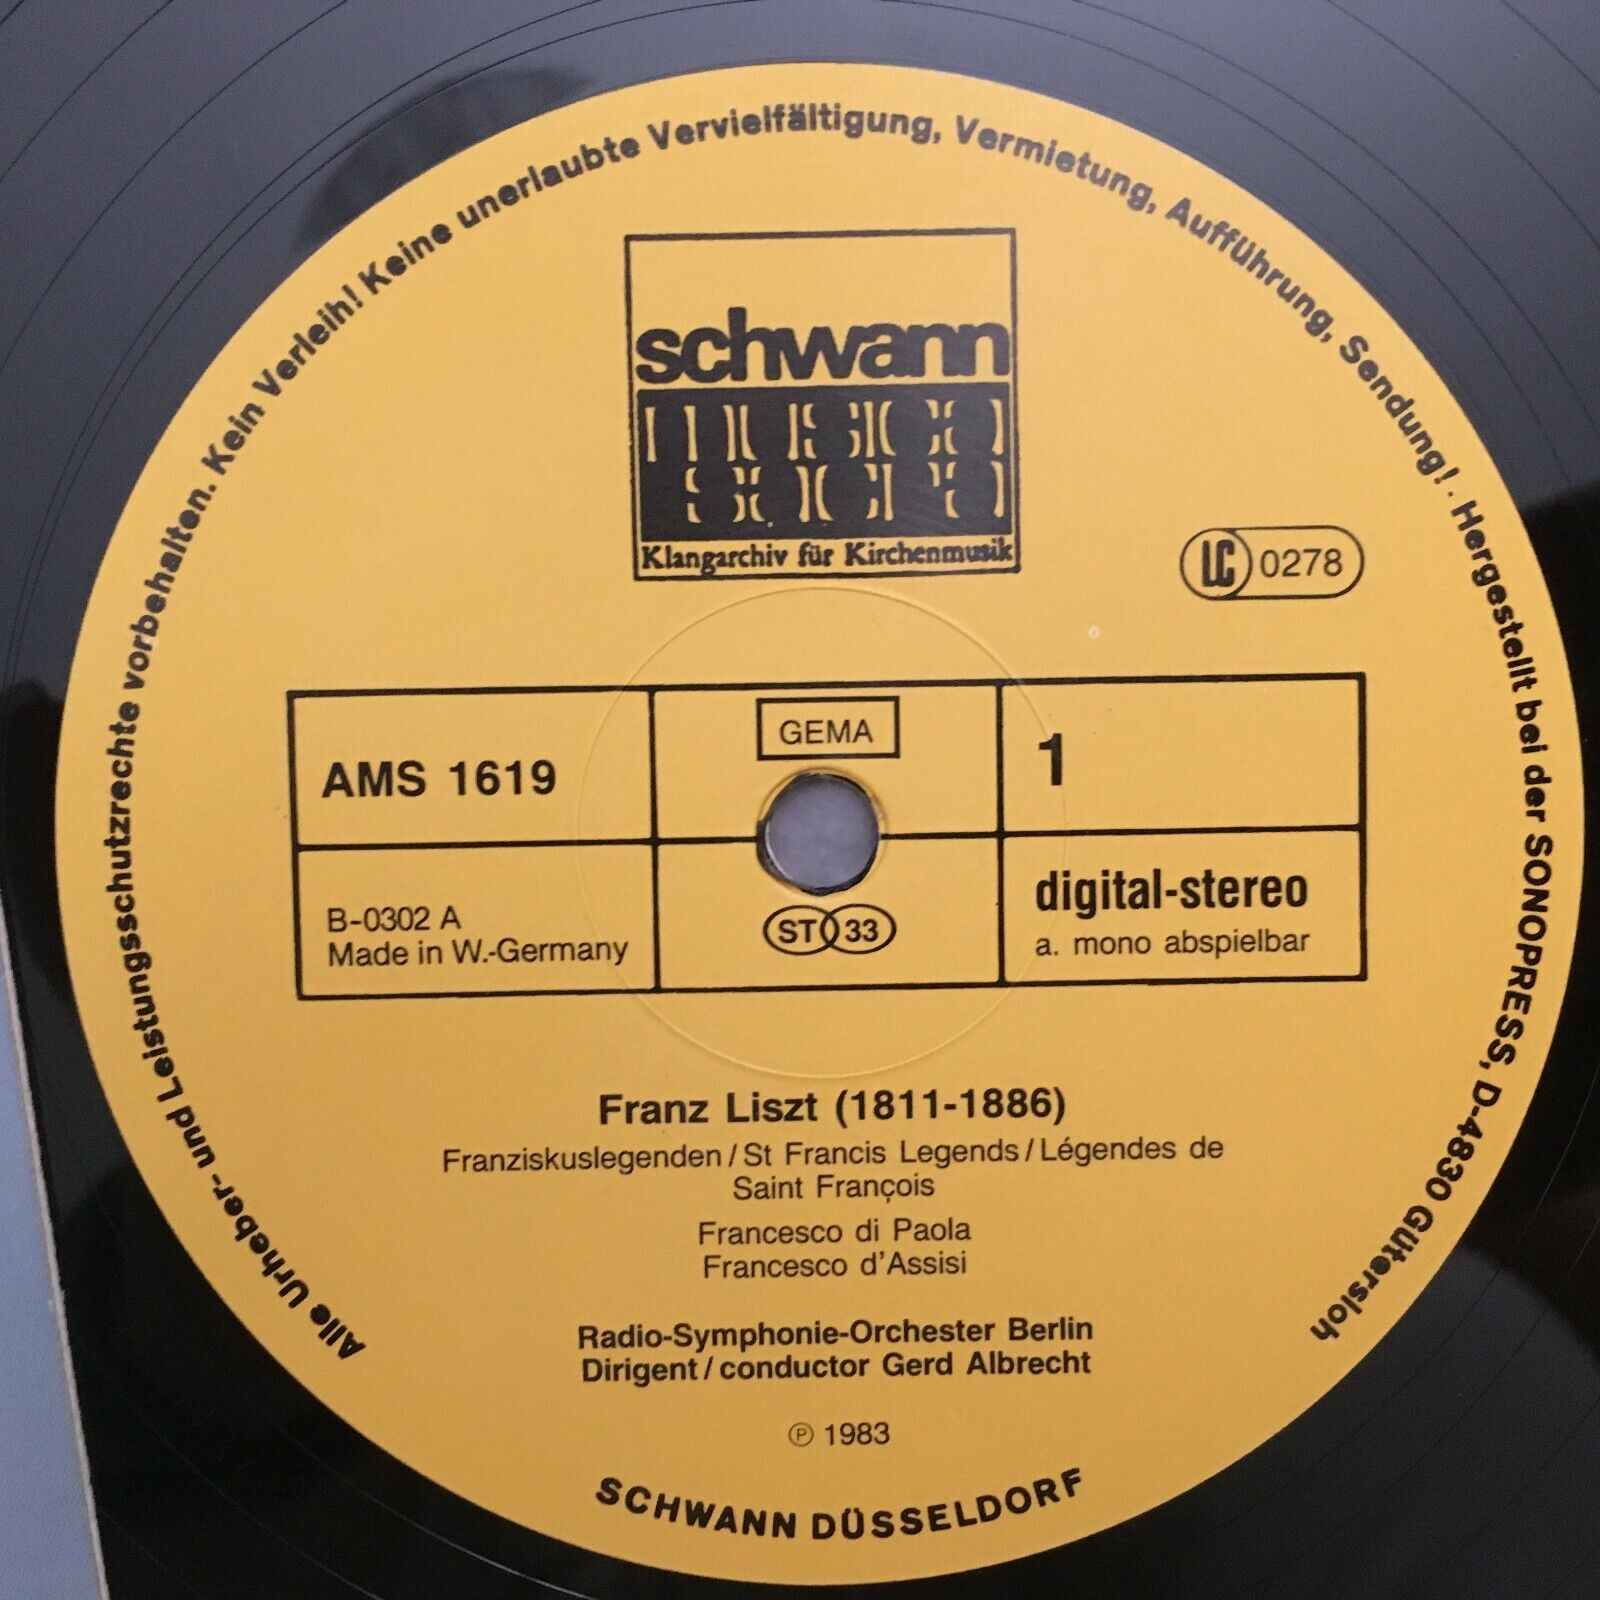 Alle Urheber- und Leistungsschutzrechte vorbehalten. Kein Verleih! Keine unerlaubte Vervielfältigung, Vermietung, Aufführung, Sendung! · Hergestellt bei der SONOPRESS, D-4830 Gütersloh
schwann
Klangarchiv für Kirchenmusik
LC 0278
AMS 1619
GEMA
1
B-0302 A
Made in W.-Germany
ST 33
digital-stereo
a. mono abspielbar
Franz Liszt (1811-1886)
Franziskuslegenden / St Francis Legends / Légendes de
Saint François
Francesco di Paola
Francesco d'Assisi
Radio-Symphonie-Orchester Berlin
Dirigent / conductor Gerd Albrecht
℗ 1983
SCHWANN DÜSSELDORF